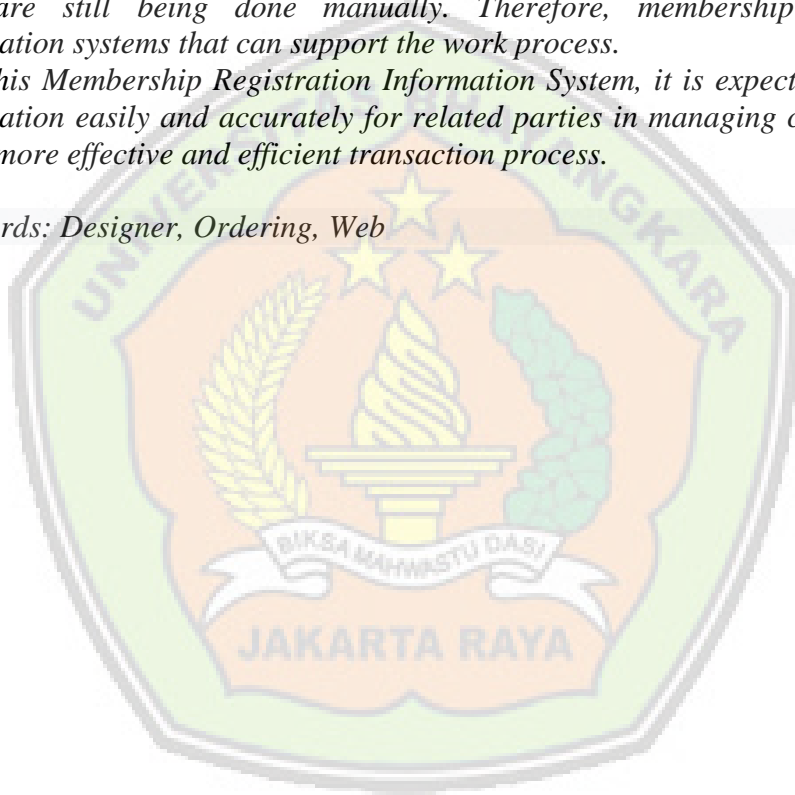 are still being done manually. Therefore, membership
ation systems that can support the work process.
his Membership Registration Information System, it is expect
ation easily and accurately for related parties in managing
more effective and efficient transaction process.
rds: Designer, Ordering, Web
UNIVERSITAS BHAYANGKARA
BIKSA MAHWASTU DASI
JAKARTA RAYA